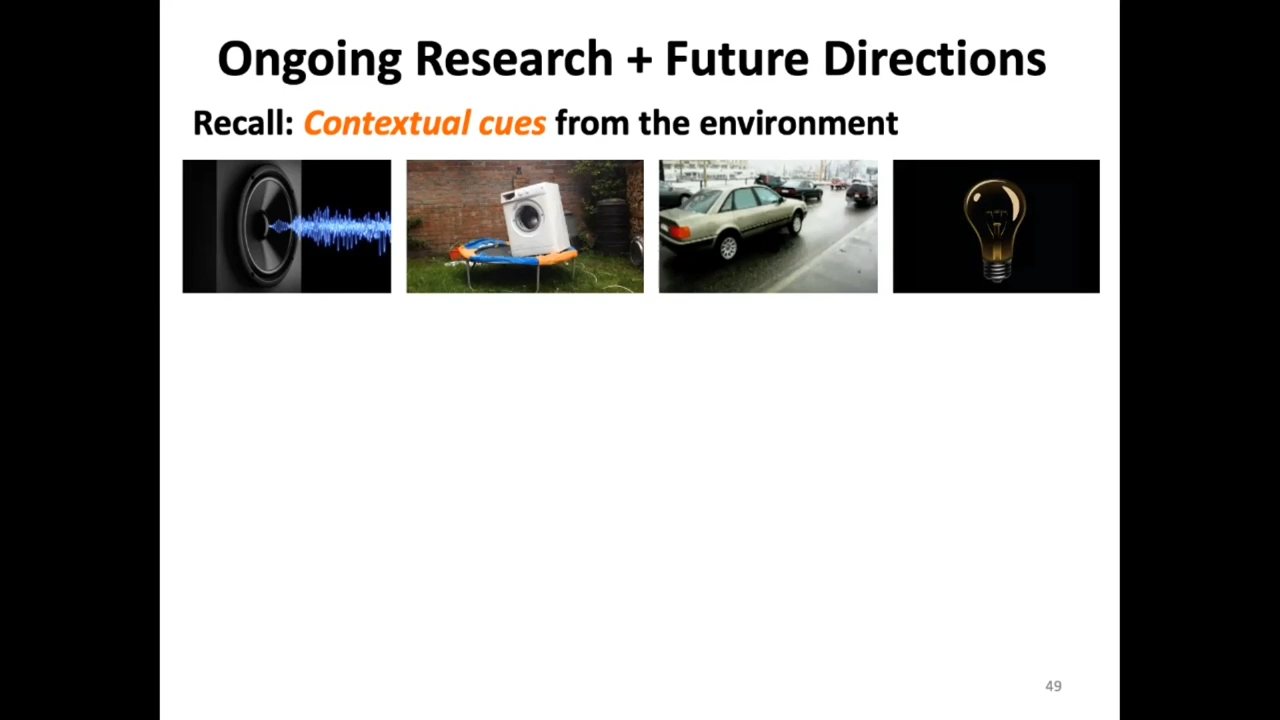 Ongoing Research + Future Directions
Recall: Contextual cues from the environment
49